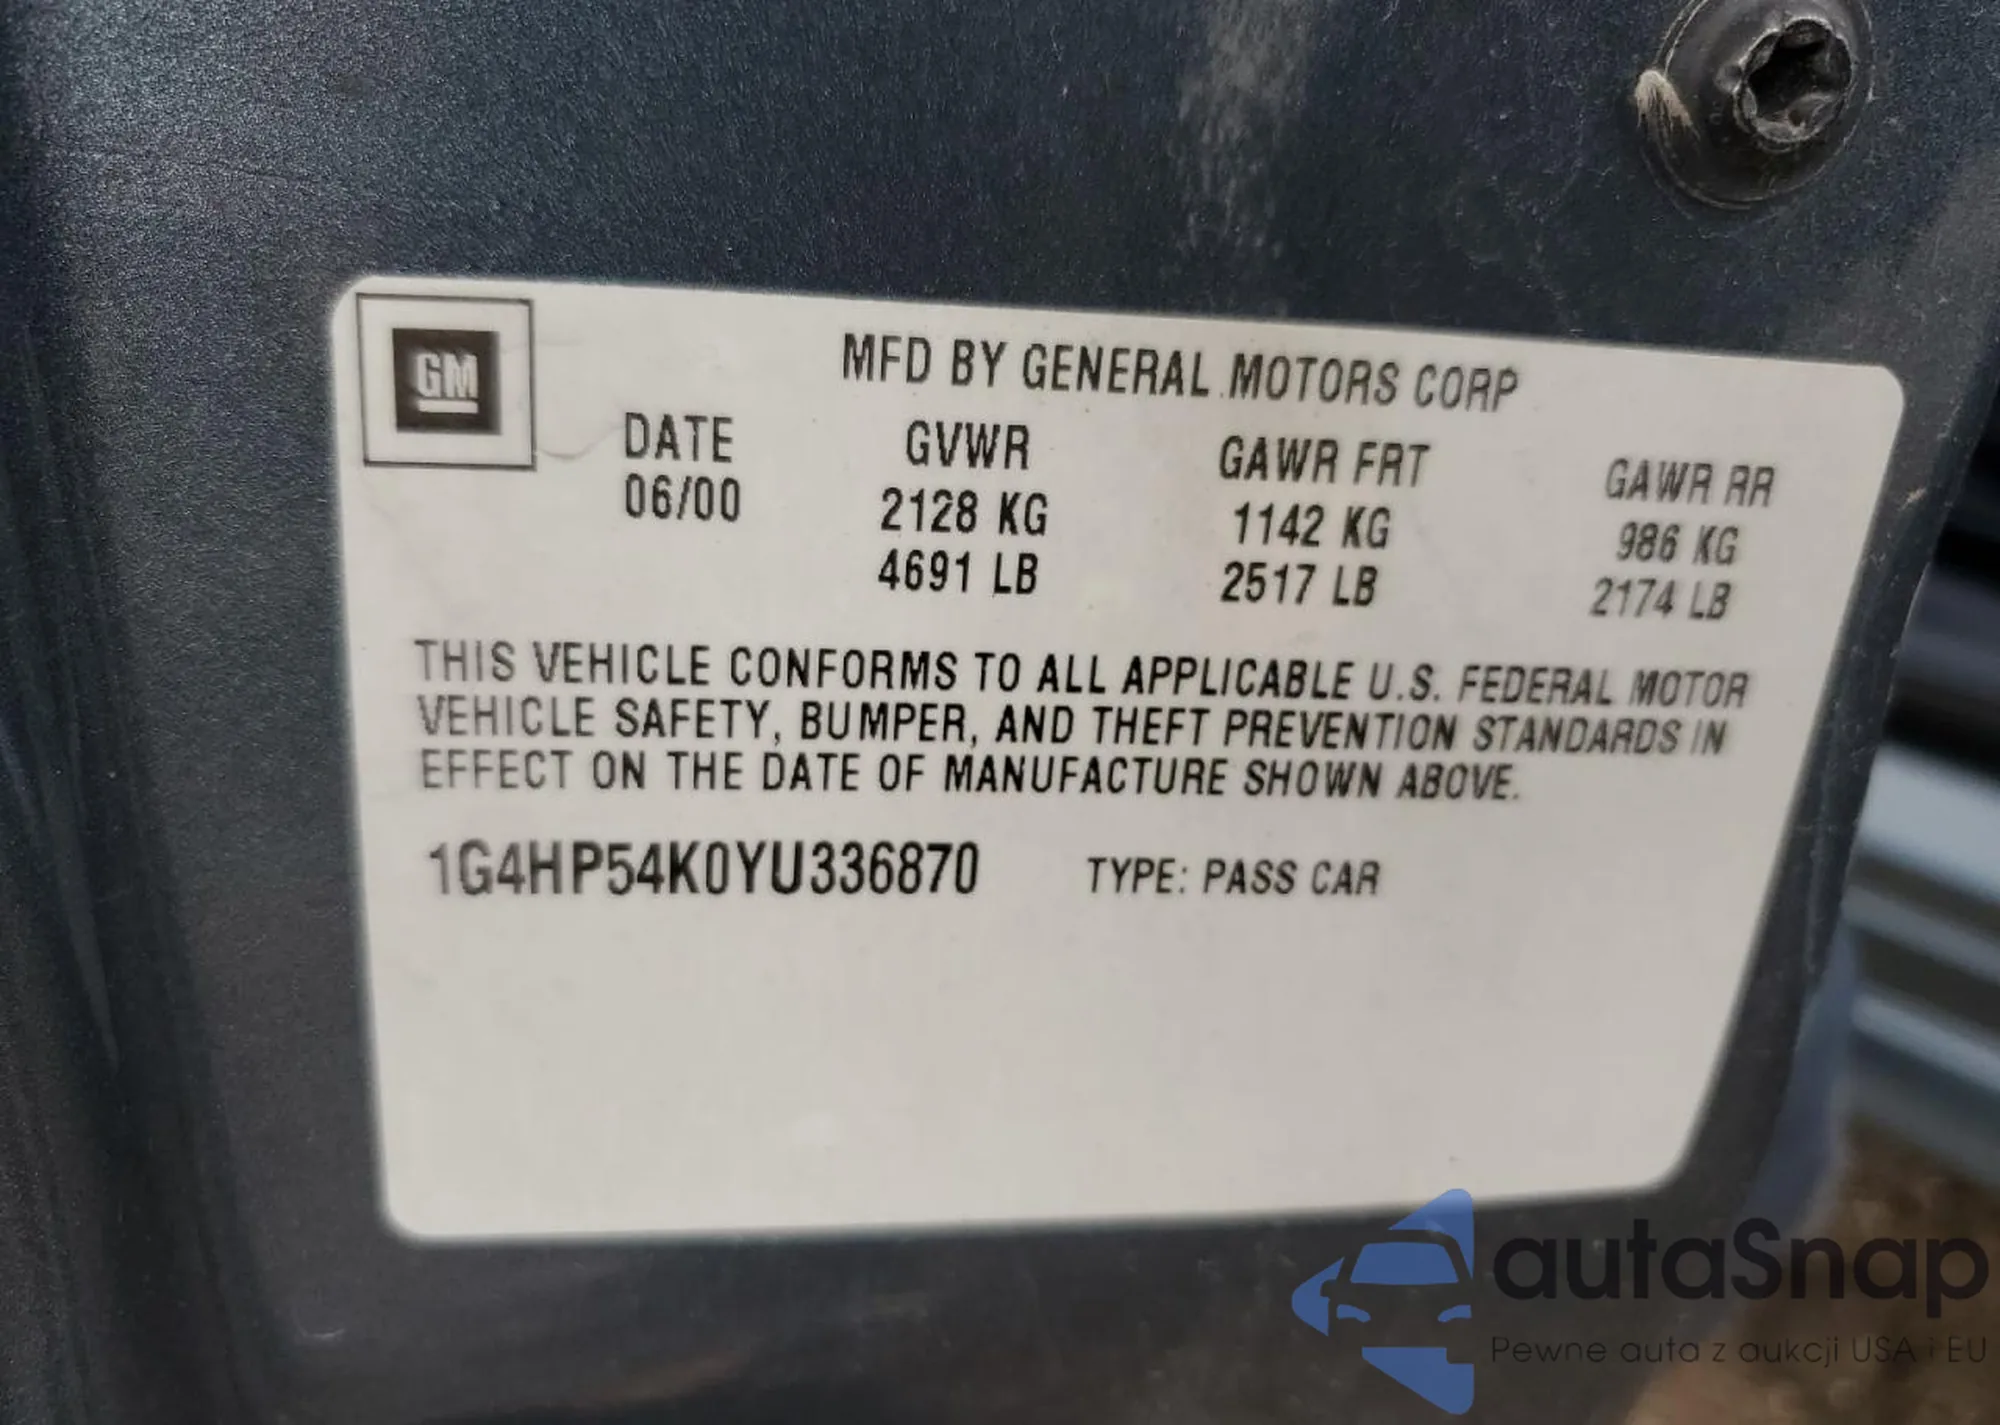 GM
MFD BY GENERAL MOTORS CORP
DATE GVWR GAWR FRT GAWR RR
06/00 2128 KG 1142 KG 986 KG
4691 LB 2517 LB 2174 LB
THIS VEHICLE CONFORMS TO ALL APPLICABLE U.S. FEDERAL MOTOR
VEHICLE SAFETY, BUMPER, AND THEFT PREVENTION STANDARDS IN
EFFECT ON THE DATE OF MANUFACTURE SHOWN ABOVE.
1G4HP54K0YU336870 TYPE: PASS CAR
autaSnap
Pewne auta z aukcji USA i EU